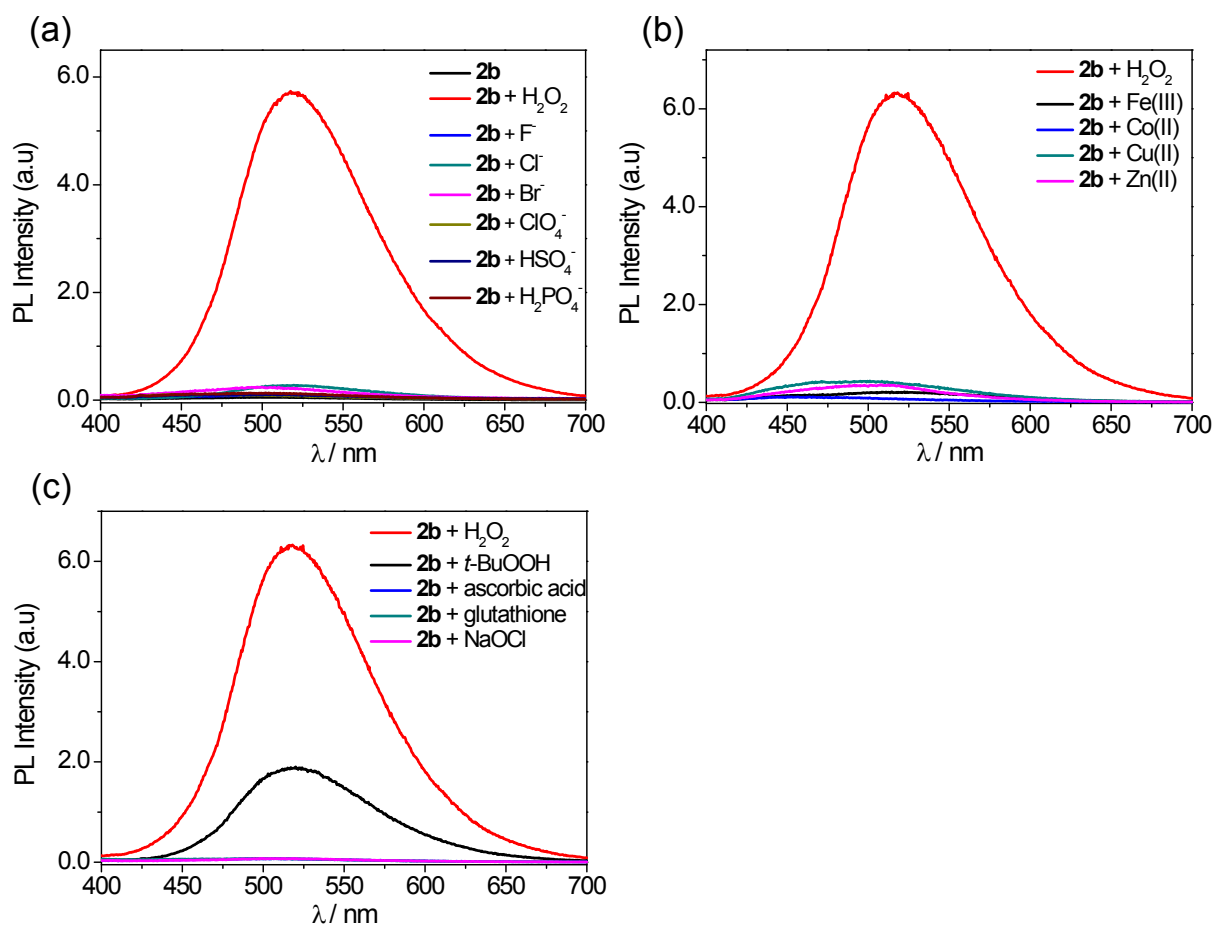 (a)
PL Intensity (a.u)
6.0
4.0
2.0
0.0
400 450 500 550 600 650 700
λ / nm
2b
2b + H₂O₂
2b + F⁻
2b + Cl⁻
2b + Br⁻
2b + ClO₄⁻
2b + HSO₄⁻
2b + H₂PO₄⁻
(b)
PL Intensity (a.u)
6.0
4.0
2.0
0.0
400 450 500 550 600 650 700
λ / nm
2b + H₂O₂
2b + Fe(III)
2b + Co(II)
2b + Cu(II)
2b + Zn(II)
(c)
PL Intensity (a.u)
6.0
4.0
2.0
0.0
400 450 500 550 600 650 700
λ / nm
2b + H₂O₂
2b + t-BuOOH
2b + ascorbic acid
2b + glutathione
2b + NaOCl